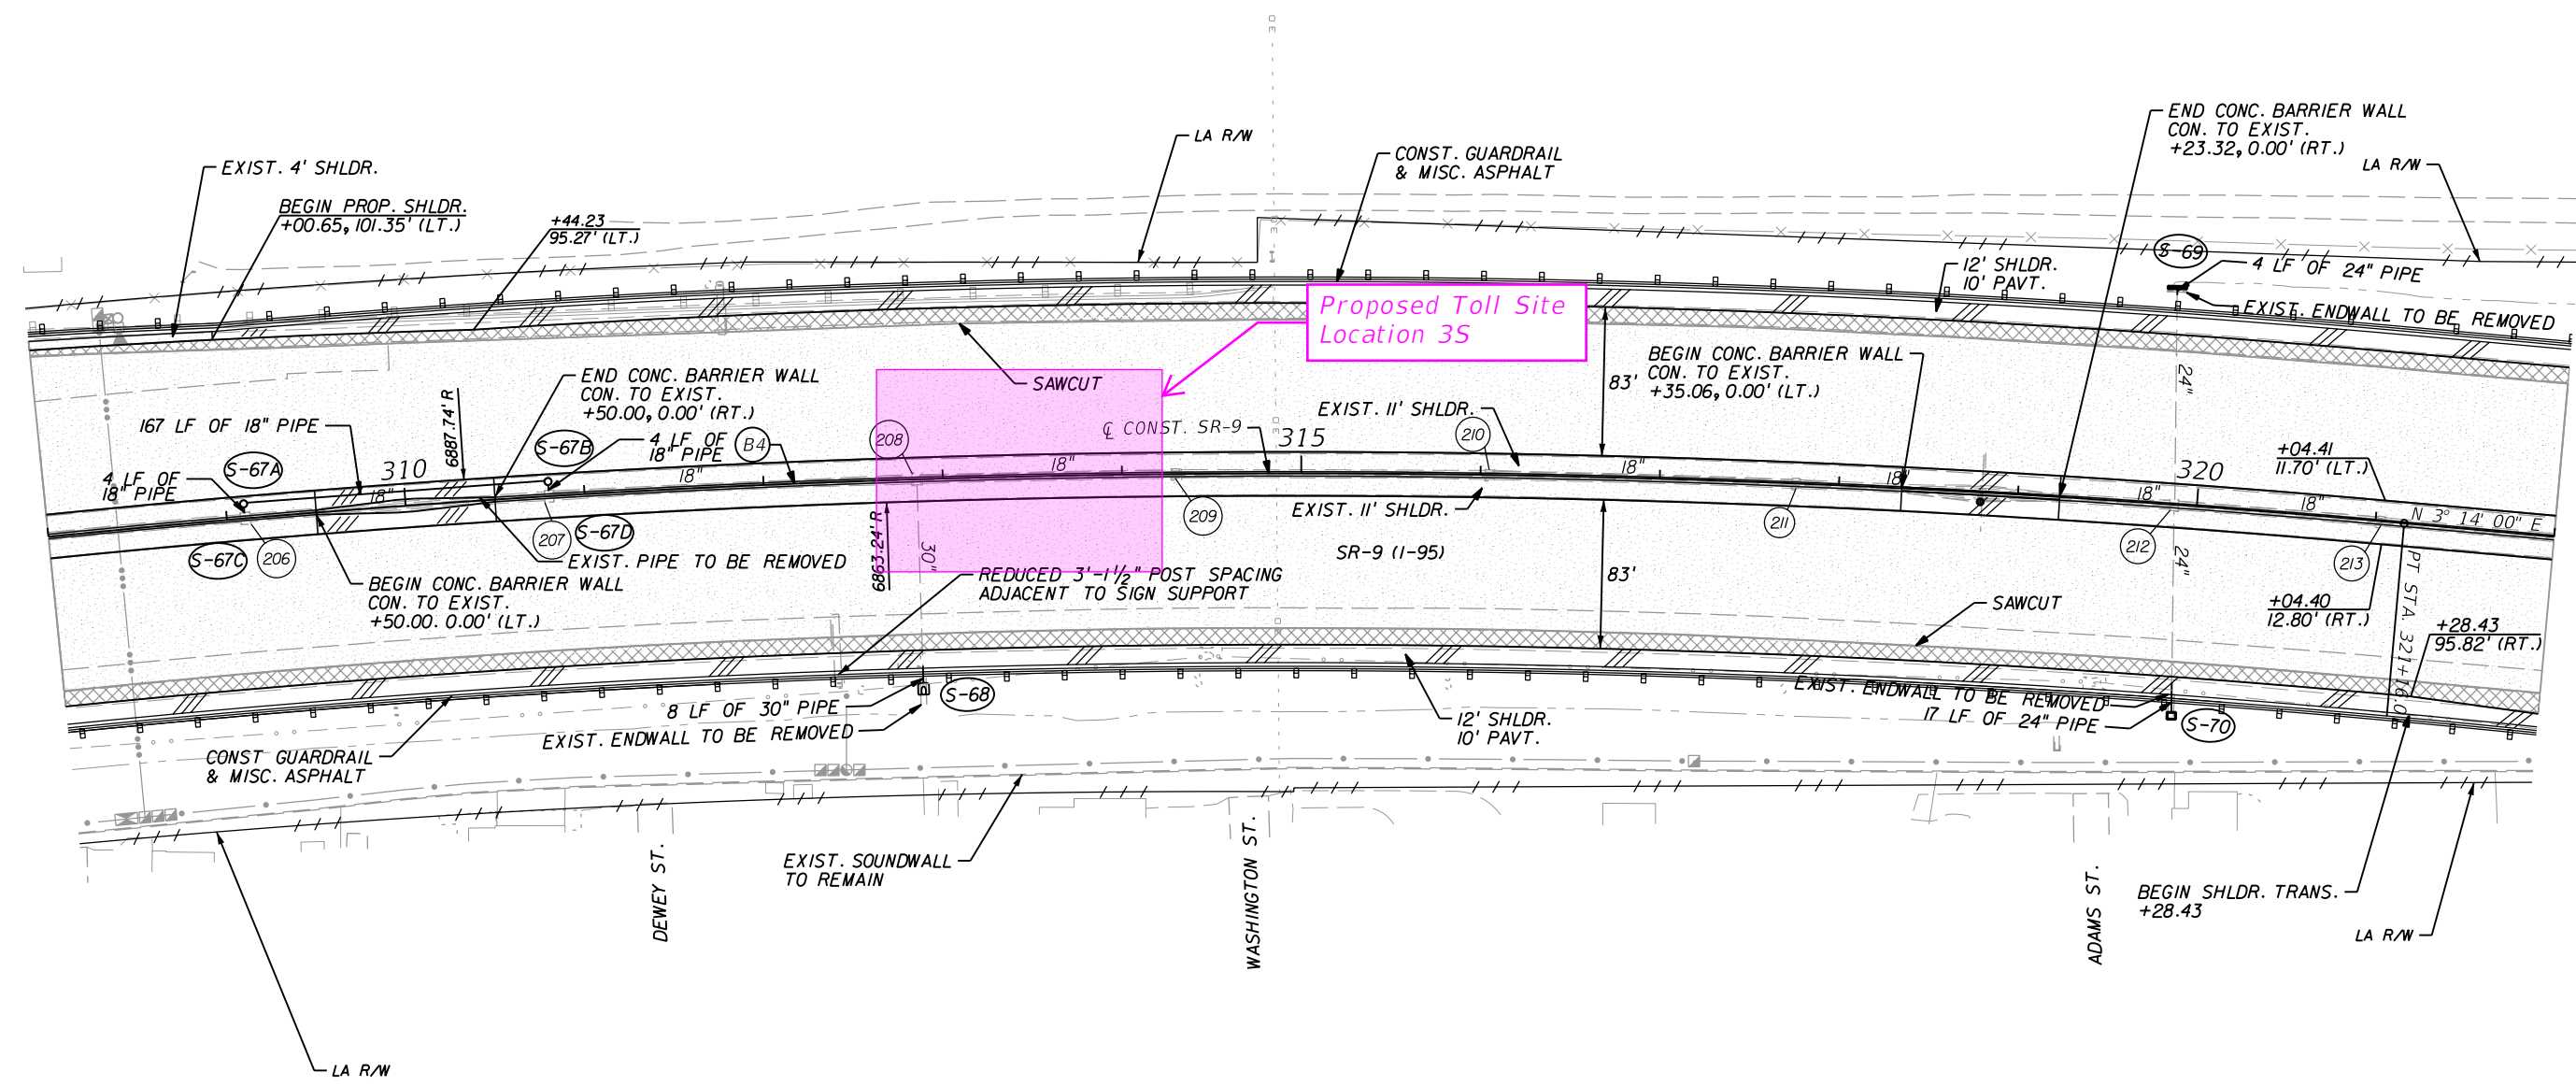 LA R/W
EXIST. 4' SHLDR.
BEGIN PROP. SHLDR.
+00.65, 101.35' (LT.)
+44.23
95.27' (LT.)
CONST. GUARDRAIL
& MISC. ASPHALT
END CONC. BARRIER WALL
CON. TO EXIST.
+23.32, 0.00' (RT.)
LA R/W
S-69
4 LF OF 24" PIPE
12' SHLDR.
10' PAVT.
EXIST. ENDWALL TO BE REMOVED
Proposed Toll Site
Location 3S
BEGIN CONC. BARRIER WALL
CON. TO EXIST.
+35.06, 0.00' (LT.)
83'
24"
SAWCUT
END CONC. BARRIER WALL
CON. TO EXIST.
+50.00, 0.00' (RT.)
6887.74' R
167 LF OF 18" PIPE
S-67A
310
S-67B
4 LF OF
18" PIPE
B4
208
℄ CONST. SR-9
315
EXIST. 11' SHLDR.
210
+04.41
11.70' (LT.)
320
4 LF OF
18" PIPE
18"
18"
18"
18"
18"
18"
18"
N 3° 14' 00" E
S-67C
206
207
S-67D
EXIST. PIPE TO BE REMOVED
6863.24' R
30"
209
EXIST. 11' SHLDR.
SR-9 (I-95)
211
212
24"
213
PT STA. 321+16.0
BEGIN CONC. BARRIER WALL
CON. TO EXIST.
+50.00. 0.00' (LT.)
REDUCED 3'-1 1/2" POST SPACING
ADJACENT TO SIGN SUPPORT
83'
SAWCUT
+04.40
12.80' (RT.)
+28.43
95.82' (RT.)
S-68
8 LF OF 30" PIPE
EXIST. ENDWALL TO BE REMOVED
12' SHLDR.
10' PAVT.
EXIST. ENDWALL TO BE REMOVED
17 LF OF 24" PIPE
S-70
CONST GUARDRAIL
& MISC. ASPHALT
DEWEY ST.
EXIST. SOUNDWALL
TO REMAIN
WASHINGTON ST.
ADAMS ST.
BEGIN SHLDR. TRANS.
+28.43
LA R/W
LA R/W